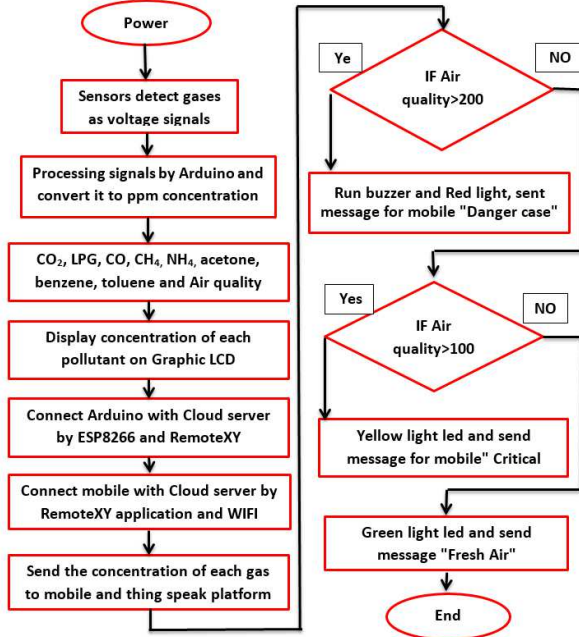 Power
Sensors detect gases
as voltage signals
Processing signals by Arduino and
convert it to ppm concentration
CO₂, LPG, CO, CH₄, NH₄, acetone,
benzene, toluene and Air quality
Display concentration of each
pollutant on Graphic LCD
Connect Arduino with Cloud server
by ESP8266 and RemoteXY
Connect mobile with Cloud server by
RemoteXY application and WIFI
Send the concentration of each gas
to mobile and thing speak platform
Ye
NO
IF Air
quality>200
Run buzzer and Red light, sent
message for mobile "Danger case"
Yes
NO
IF Air
quality>100
Yellow light led and send
message for mobile" Critical
Green light led and send
message "Fresh Air"
End